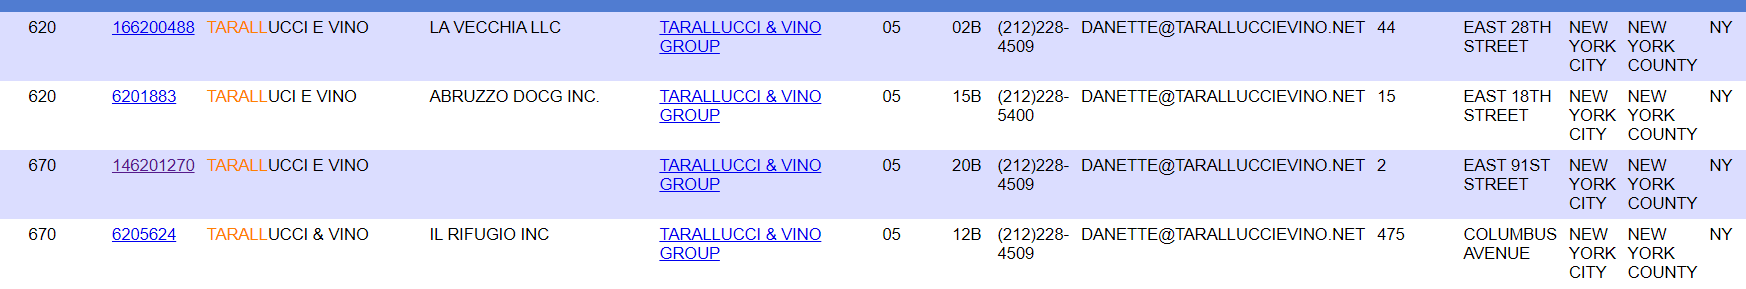 620 166200488 TARALLUCCI E VINO LA VECCHIA LLC TARALLUCCI & VINO 05 02B (212)228- DANETTE@TARALLUCCIEVINO.NET 44 EAST 28TH NEW NEW NY
GROUP 4509 STREET YORK YORK
CITY COUNTY
620 6201883 TARALLUCI E VINO ABRUZZO DOCG INC. TARALLUCCI & VINO 05 15B (212)228- DANETTE@TARALLUCCIEVINO.NET 15 EAST 18TH NEW NEW NY
GROUP 5400 STREET YORK YORK
CITY COUNTY
670 146201270 TARALLUCCI E VINO TARALLUCCI & VINO 05 20B (212)228- DANETTE@TARALLUCCIEVINO.NET 2 EAST 91ST NEW NEW NY
GROUP 4509 STREET YORK YORK
CITY COUNTY
670 6205624 TARALLUCCI & VINO IL RIFUGIO INC TARALLUCCI & VINO 05 12B (212)228- DANETTE@TARALLUCCIEVINO.NET 475 COLUMBUS NEW NEW NY
GROUP 4509 AVENUE YORK YORK
CITY COUNTY